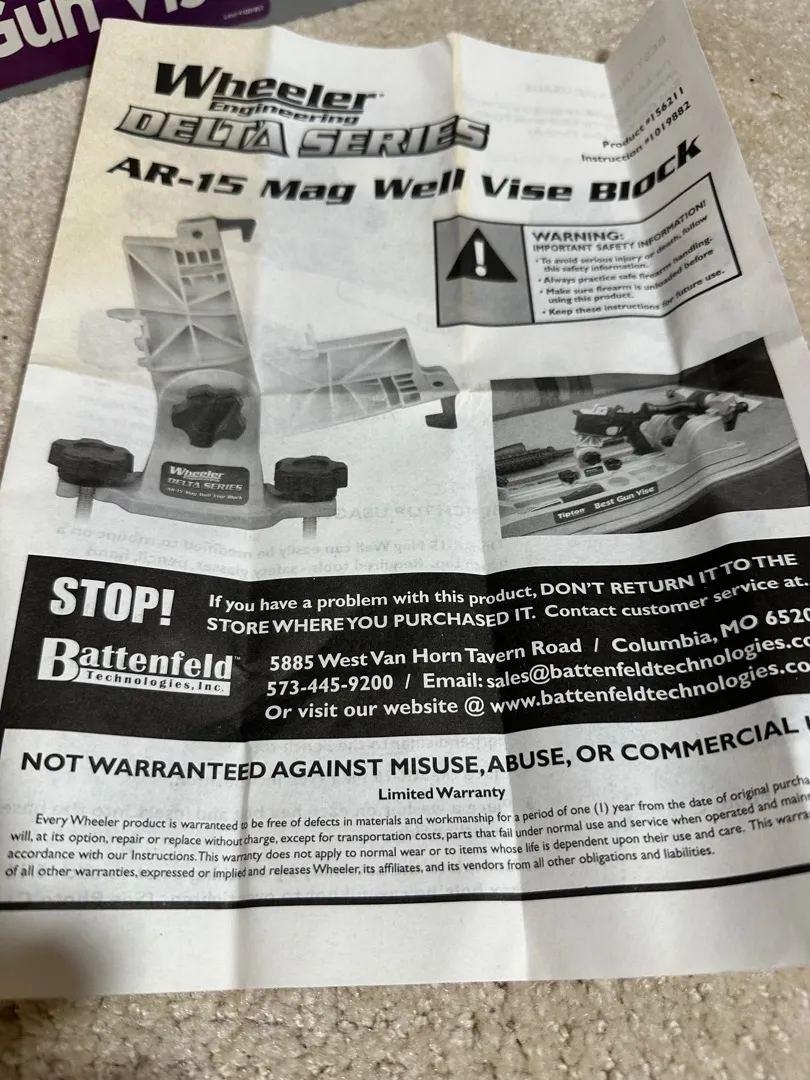 Gun Vis
Wheeler
Engineering
DELTA SERIES
Product #156211
Instruction #1019882
AR-15 Mag Well Vise Block
WARNING:
IMPORTANT SAFETY INFORMATION!
• To avoid serious injury or death, follow
this safety information.
• Always practice safe firearm handling.
• Make sure firearm is unloaded before
using this product.
• Keep these instructions for future use.
Wheeler
DELTA SERIES
AR-15 Mag Well Vise Block
Tipton Best Gun Vise
STOP!
If you have a problem with this product, DON'T RETURN IT TO THE
STORE WHERE YOU PURCHASED IT. Contact customer service at.
Battenfeld™
Technologies, Inc.
5885 West Van Horn Tavern Road / Columbia, MO 6520
573-445-9200 / Email: sales@battenfeldtechnologies.co
Or visit our website @ www.battenfeldtechnologies.co
NOT WARRANTEED AGAINST MISUSE, ABUSE, OR COMMERCIAL
Limited Warranty
Every Wheeler product is warranteed to be free of defects in materials and workmanship for a period of one (1) year from the date of original purcha
will, at its option, repair or replace without charge, except for transportation costs, parts that fail under normal use and service when operated and main
accordance with our Instructions. This warranty does not apply to normal wear or to items whose life is dependent upon their use and care. This warra
of all other warranties, expressed or implied and releases Wheeler, its affiliates, and its vendors from all other obligations and liabilities.